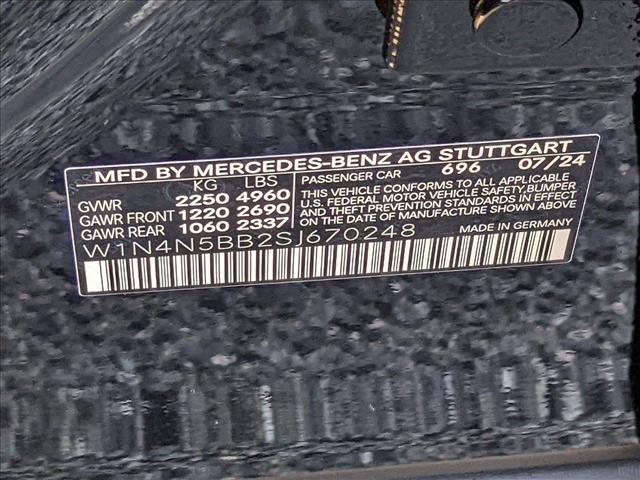 MFD BY MERCEDES-BENZ AG STUTTGART
KG LBS PASSENGER CAR 696 07/24
GVWR 2250 4960
GAWR FRONT 1220 2690
GAWR REAR 1060 2337
THIS VEHICLE CONFORMS TO ALL APPLICABLE
U.S. FEDERAL MOTOR VEHICLE SAFETY, BUMPER
AND THEFT PREVENTION STANDARDS IN EFFECT
ON THE DATE OF MANUFACTURE SHOWN ABOVE
W1N4N5BB2SJ670248 MADE IN GERMANY